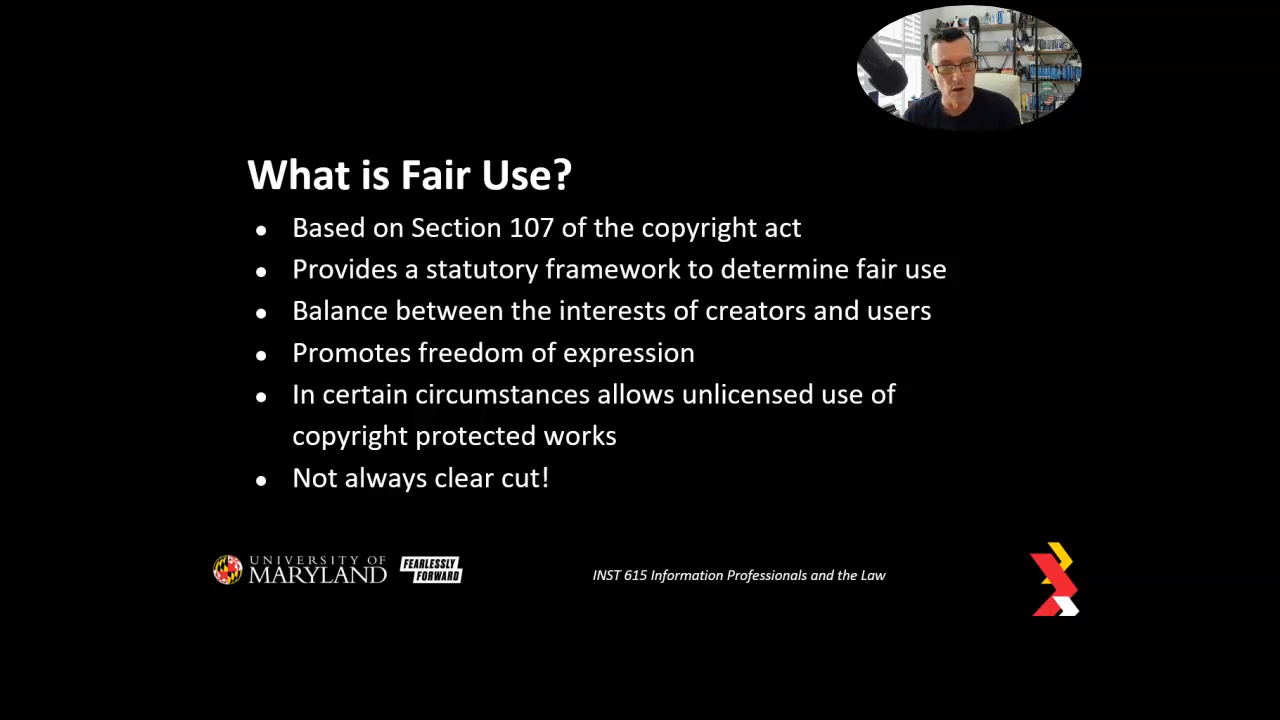 What is Fair Use?
● Based on Section 107 of the copyright act
● Provides a statutory framework to determine fair use
● Balance between the interests of creators and users
● Promotes freedom of expression
● In certain circumstances allows unlicensed use of
copyright protected works
● Not always clear cut!
UNIVERSITY OF
MARYLAND
FEARLESSLY
FORWARD
INST 615 Information Professionals and the Law